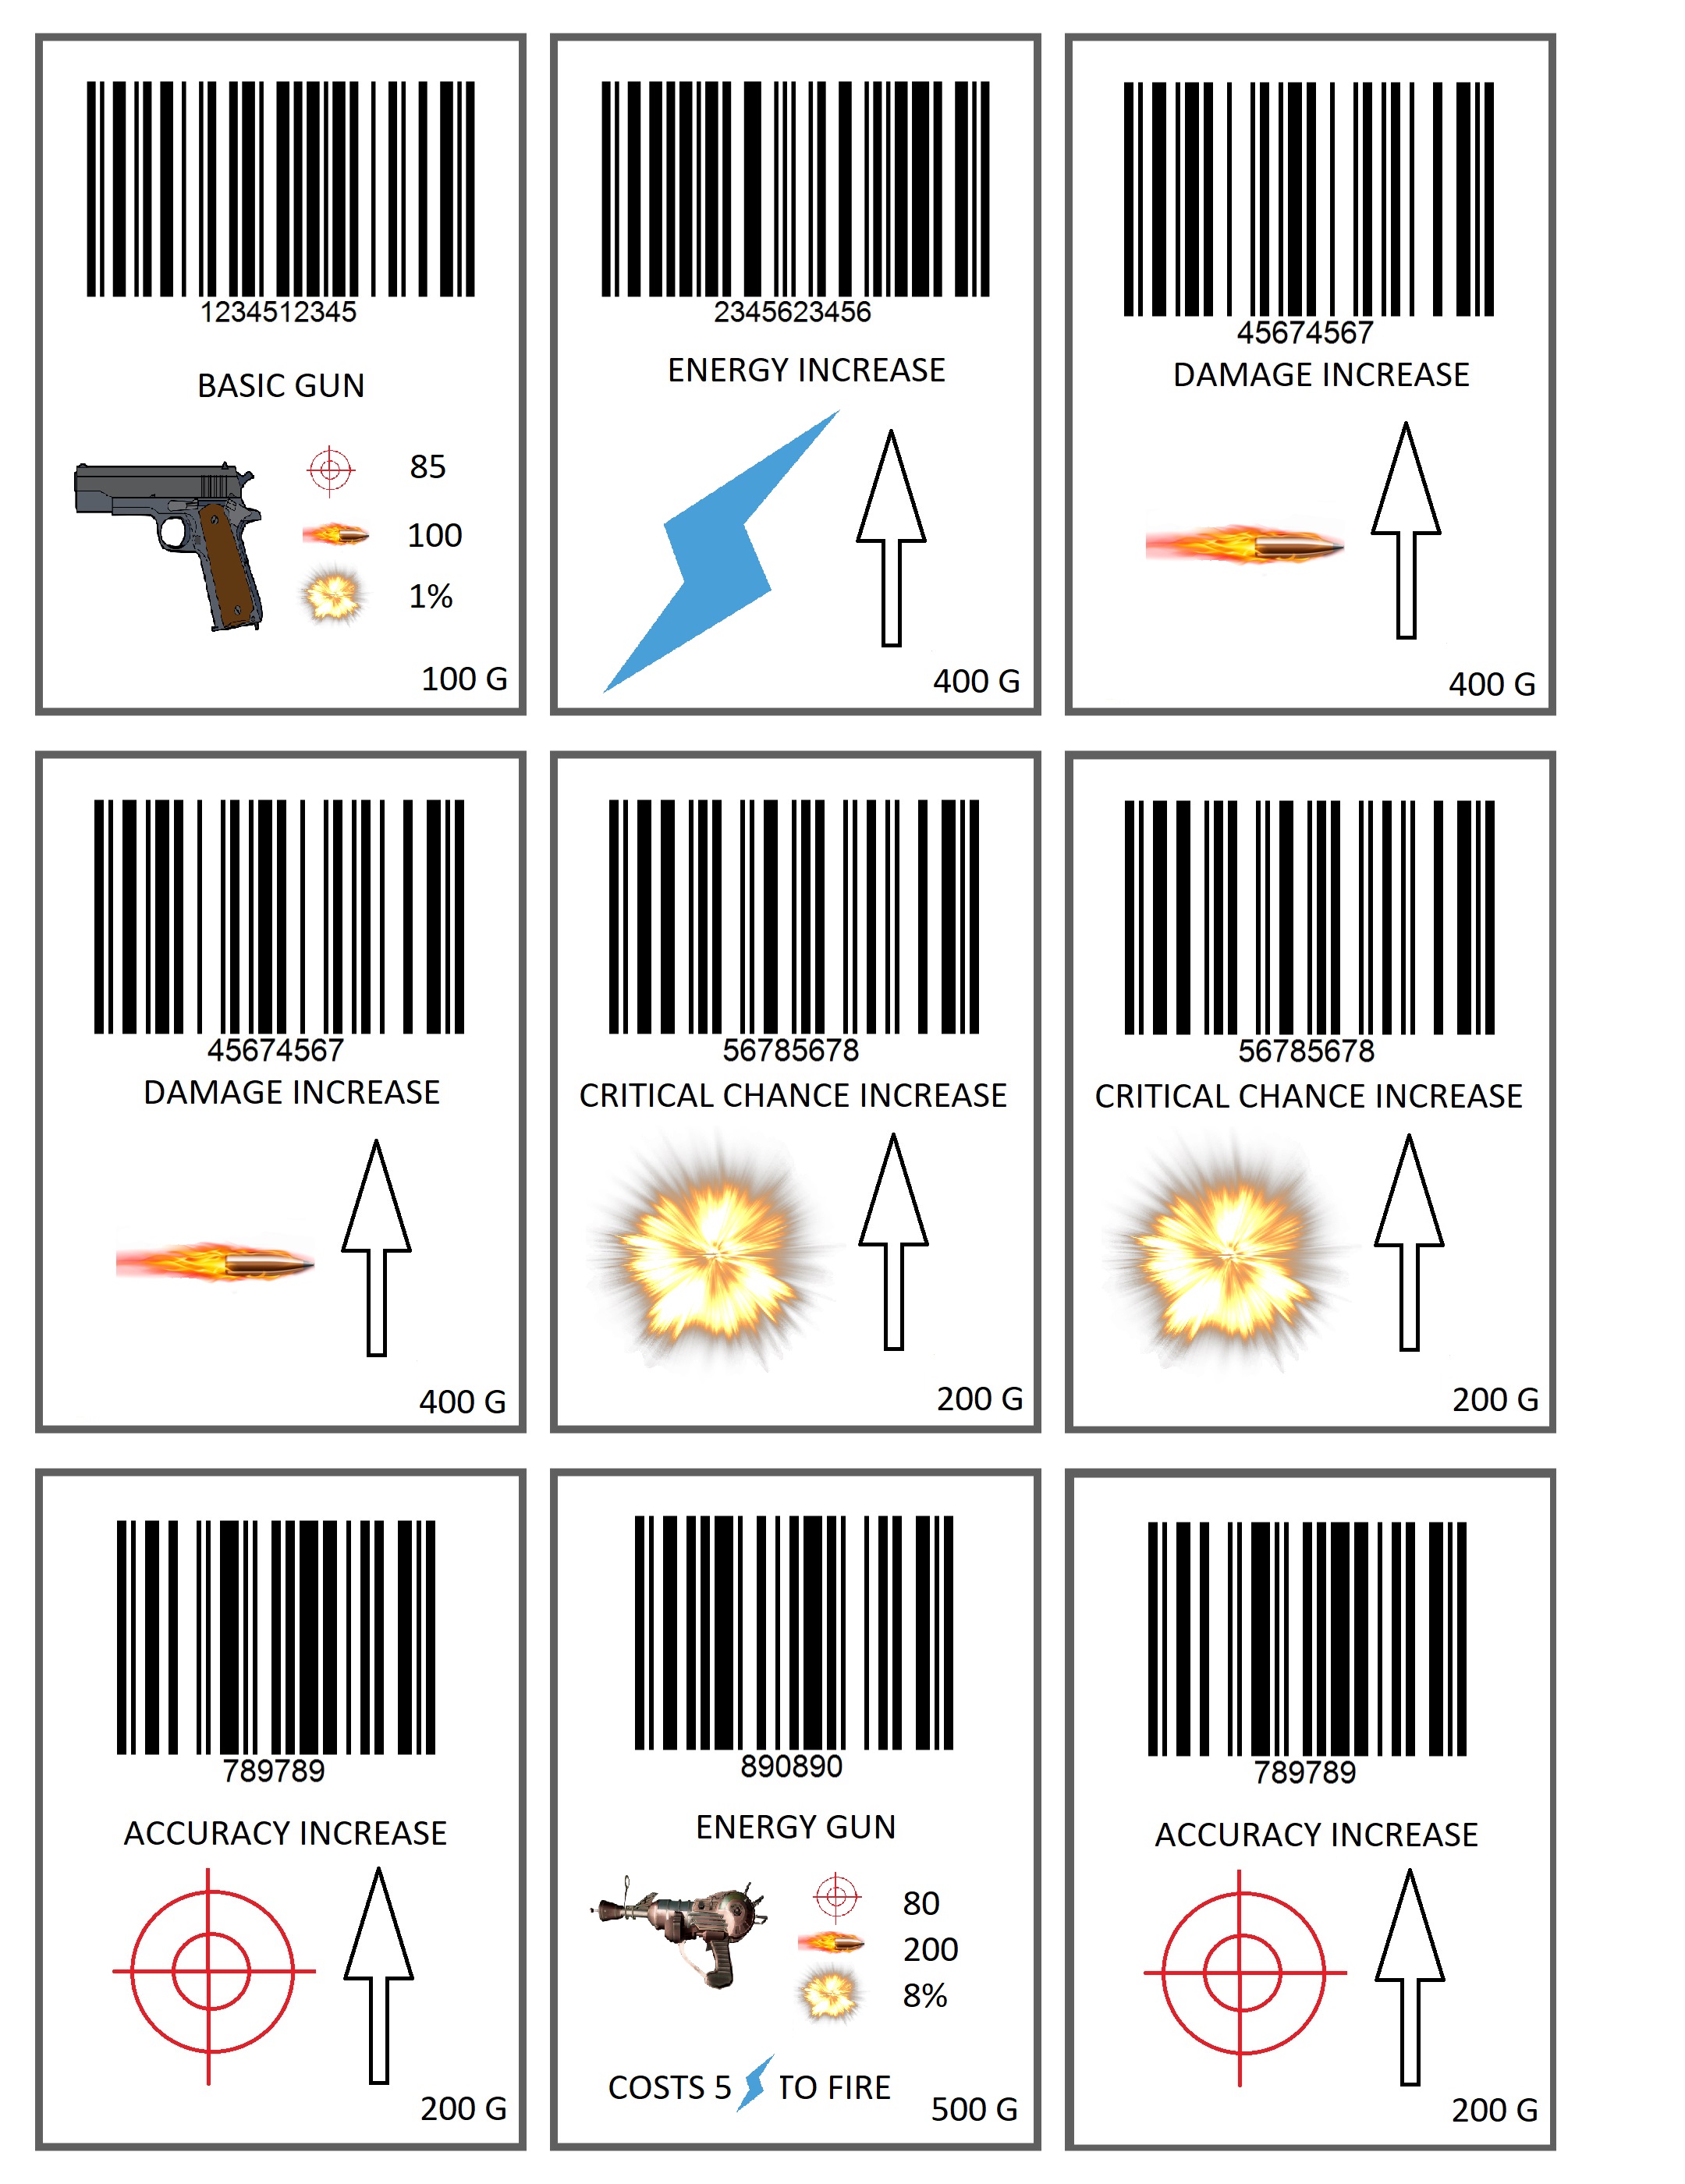 1234512345
BASIC GUN
85
100
1%
100 G
2345623456
ENERGY INCREASE
400 G
45674567
DAMAGE INCREASE
400 G
45674567
DAMAGE INCREASE
400 G
56785678
CRITICAL CHANCE INCREASE
200 G
56785678
CRITICAL CHANCE INCREASE
200 G
789789
ACCURACY INCREASE
200 G
890890
ENERGY GUN
80
200
8%
COSTS 5 TO FIRE
500 G
789789
ACCURACY INCREASE
200 G